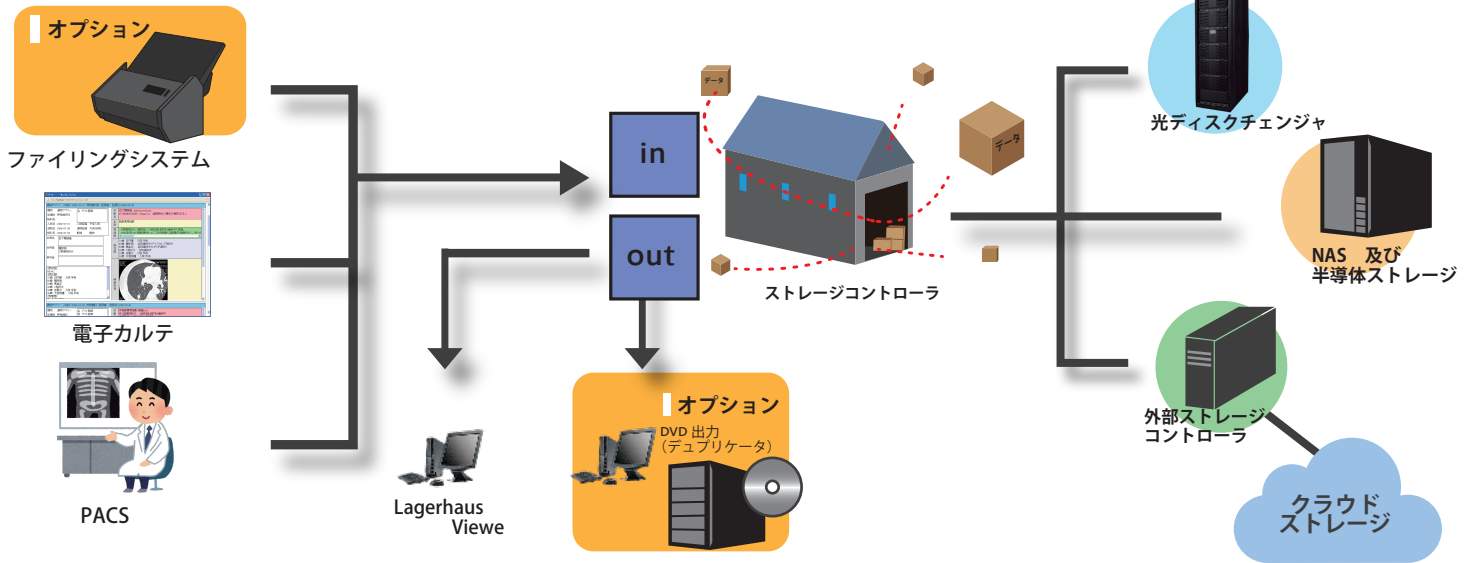 オプション
ファイリングシステム
電子カルテ
PACS
in
out
データ
データ
ストレージコントローラ
Lagerhaus
Viewe
オプション
DVD 出力
（デュプリケータ）
光ディスクチェンジャ
NAS　及び
半導体ストレージ
外部ストレージ
コントローラ
クラウド
ストレージ